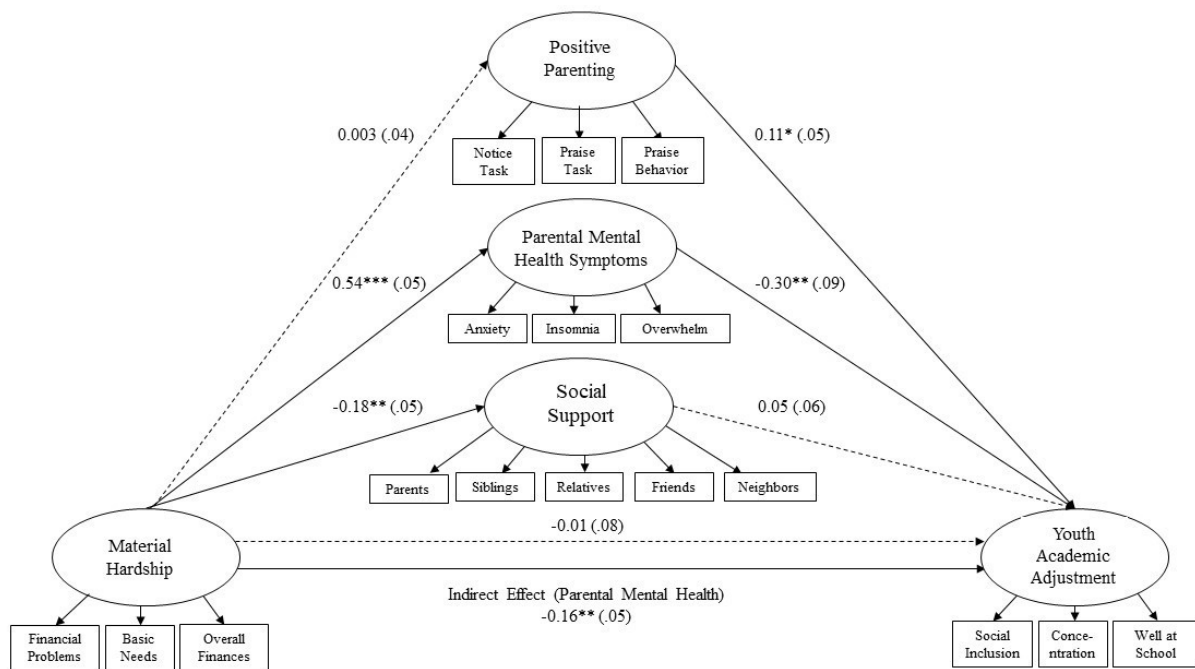 Positive
Parenting
0.003 (.04)
0.11* (.05)
Notice
Task
Praise
Task
Praise
Behavior
Parental Mental
Health Symptoms
0.54*** (.05)
-0.30** (.09)
Anxiety
Insomnia
Overwhelm
Social
Support
-0.18** (.05)
0.05 (.06)
Parents
Siblings
Relatives
Friends
Neighbors
-0.01 (.08)
Material
Hardship
Youth
Academic
Adjustment
Indirect Effect (Parental Mental Health)
-0.16** (.05)
Financial
Problems
Basic
Needs
Overall
Finances
Social
Inclusion
Conce-
ntration
Well at
School